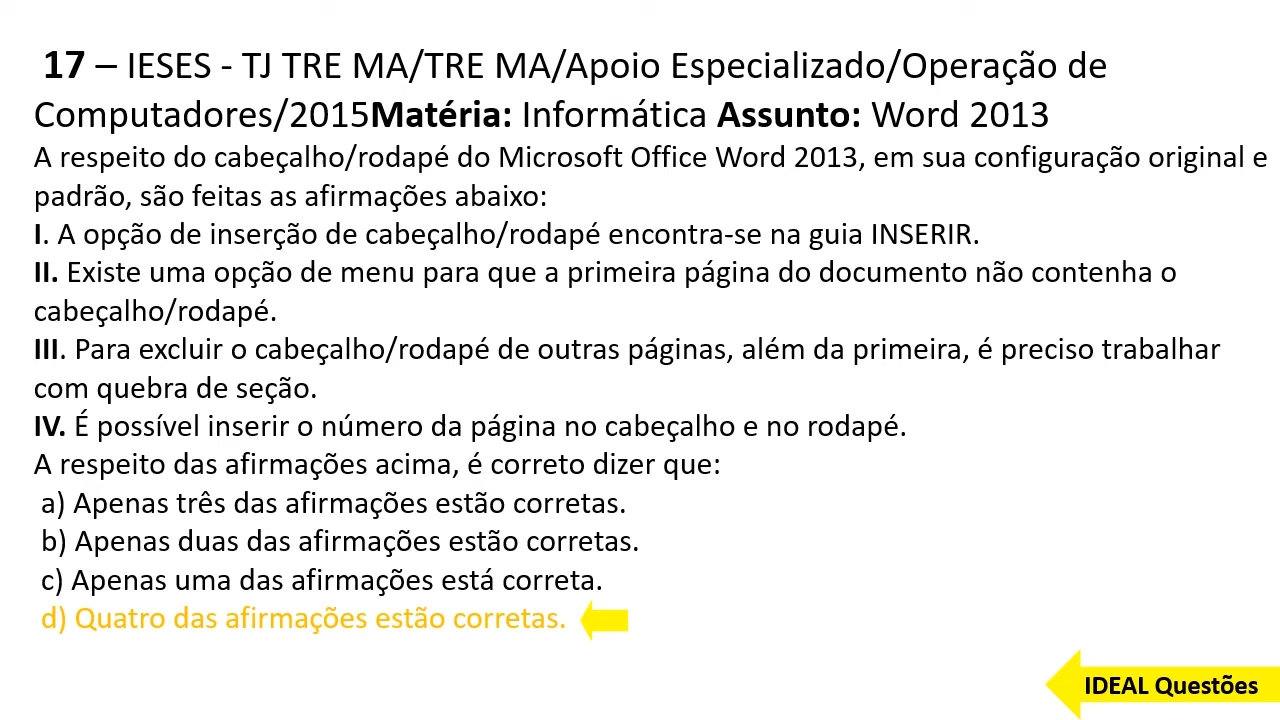 17 – IESES - TJ TRE MA/TRE MA/Apoio Especializado/Operação de
Computadores/2015Matéria: Informática Assunto: Word 2013
A respeito do cabeçalho/rodapé do Microsoft Office Word 2013, em sua configuração original e
padrão, são feitas as afirmações abaixo:
I. A opção de inserção de cabeçalho/rodapé encontra-se na guia INSERIR.
II. Existe uma opção de menu para que a primeira página do documento não contenha o
cabeçalho/rodapé.
III. Para excluir o cabeçalho/rodapé de outras páginas, além da primeira, é preciso trabalhar
com quebra de seção.
IV. É possível inserir o número da página no cabeçalho e no rodapé.
A respeito das afirmações acima, é correto dizer que:
a) Apenas três das afirmações estão corretas.
b) Apenas duas das afirmações estão corretas.
c) Apenas uma das afirmações está correta.
d) Quatro das afirmações estão corretas.
IDEAL Questões